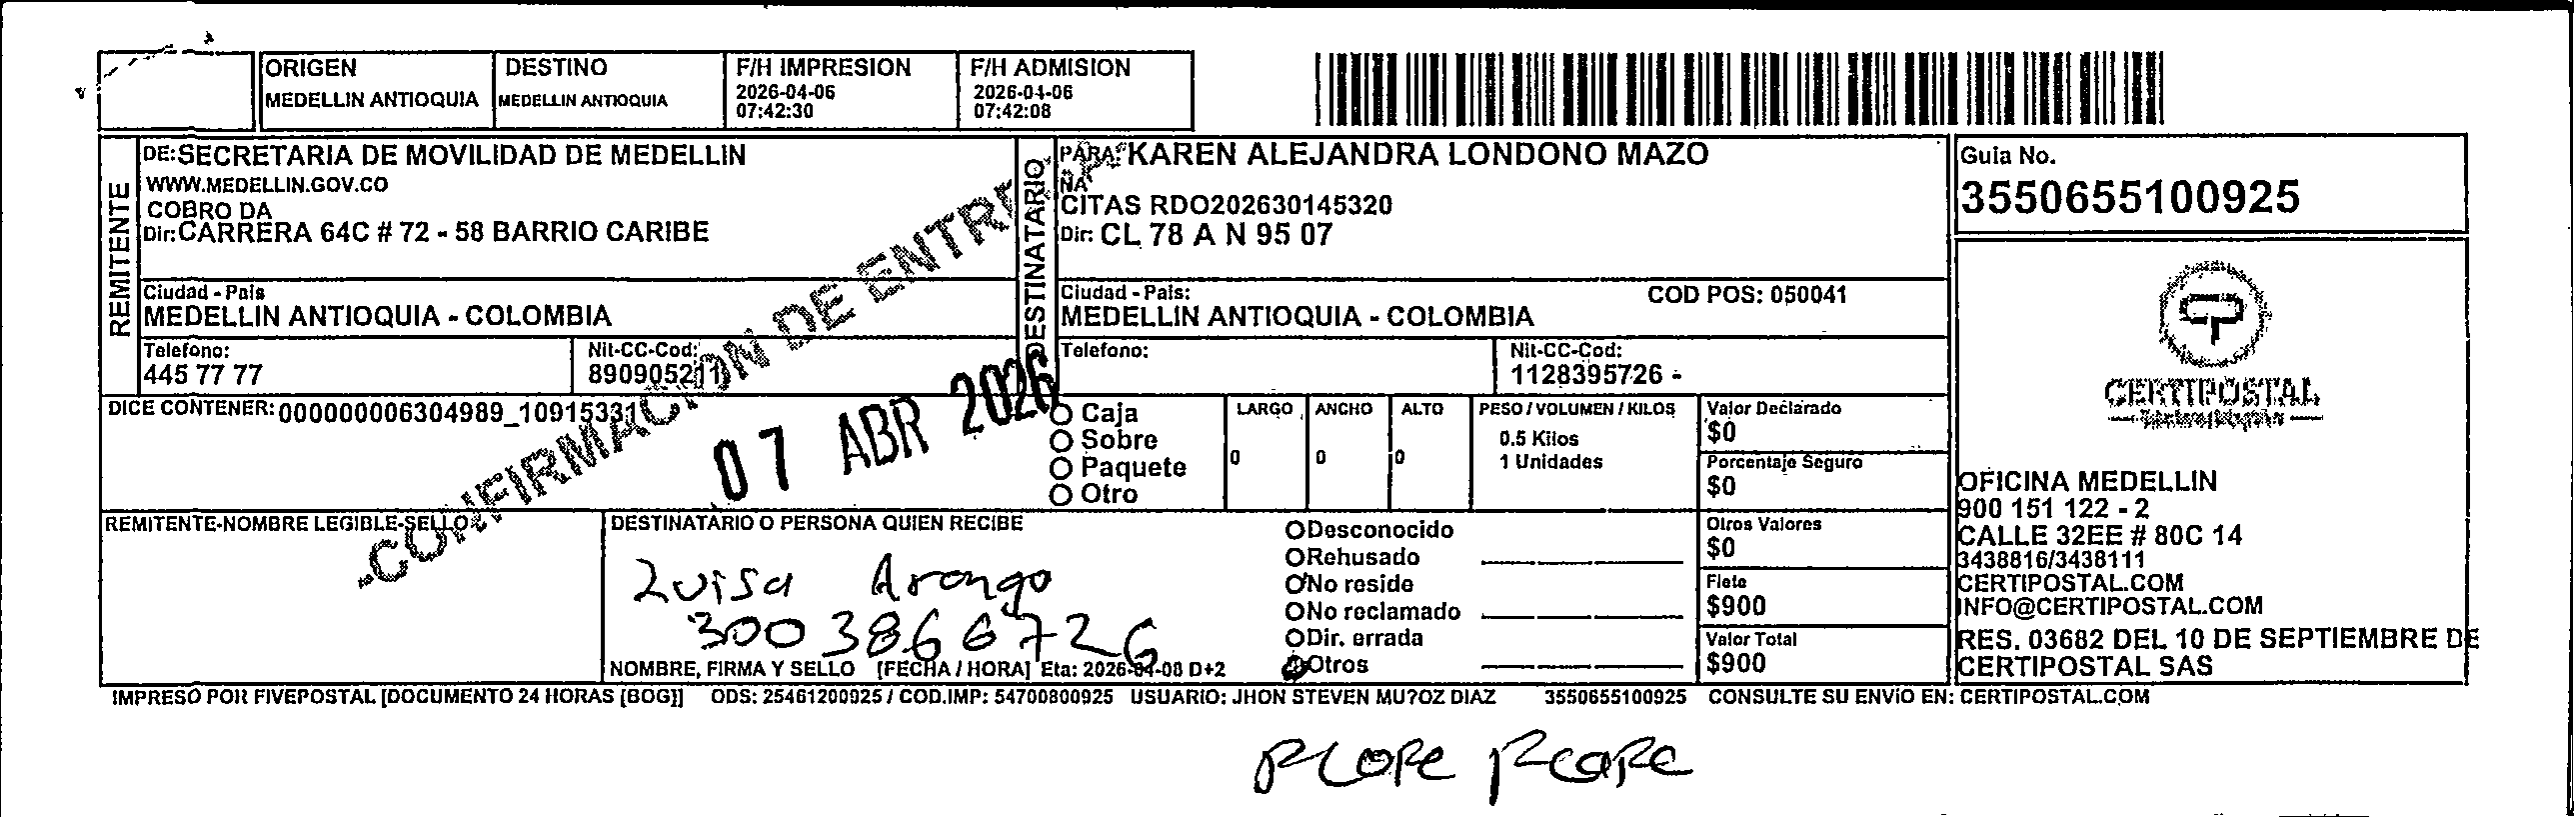 ORIGEN
MEDELLIN ANTIOQUIA
DESTINO
MEDELLIN ANTIOQUIA
F/H IMPRESION
2026-04-06
07:42:30
F/H ADMISION
2026-04-06
07:42:08
REMITENTE
DE: SECRETARIA DE MOVILIDAD DE MEDELLIN
WWW.MEDELLIN.GOV.CO
COBRO DA
Dir: CARRERA 64C # 72 - 58 BARRIO CARIBE
Ciudad - Pais
MEDELLIN ANTIOQUIA - COLOMBIA
Telefono:
445 77 77
Nit-CC-Cod:
890905211
DESTINATARIO
PARA: KAREN ALEJANDRA LONDONO MAZO
NA
CITAS RDO202630145320
Dir: CL 78 A N 95 07
Ciudad - Pais:
COD POS: 050041
MEDELLIN ANTIOQUIA - COLOMBIA
Telefono:
Nit-CC-Cod:
1128395726 -
Guia No.
3550655100925
CERTIPOSTAL
DICE CONTENER: 000000006304989_10915331
CONFIRMACION DE
07 ABR 2026
Caja
Sobre
Paquete
Otro
LARGO
0
ANCHO
0
ALTO
0
PESO / VOLUMEN / KILOS
0.5 Kilos
1 Unidades
Valor Declarado
$0
Porcentaje Seguro
$0
Otros Valores
$0
Flete
$900
Valor Total
$900
OFICINA MEDELLIN
900 151 122 - 2
CALLE 32EE # 80C 14
3438816/3438111
CERTIPOSTAL.COM
INFO@CERTIPOSTAL.COM
RES. 03682 DEL 10 DE SEPTIEMBRE DE
CERTIPOSTAL SAS
REMITENTE-NOMBRE LEGIBLE-SELLO
DESTINATARIO O PERSONA QUIEN RECIBE
Luisa Arango
3003866726
NOMBRE, FIRMA Y SELLO [FECHA / HORA] Eta: 2026-04-08 D+2
Desconocido
Rehusado
No reside
No reclamado
Dir. errada
Otros
IMPRESO POR FIVEPOSTAL [DOCUMENTO 24 HORAS [BOG]] ODS: 25461200925 / COD.IMP: 54700800925 USUARIO: JHON STEVEN MU?OZ DIAZ 3550655100925 CONSULTE SU ENVIO EN: CERTIPOSTAL.COM